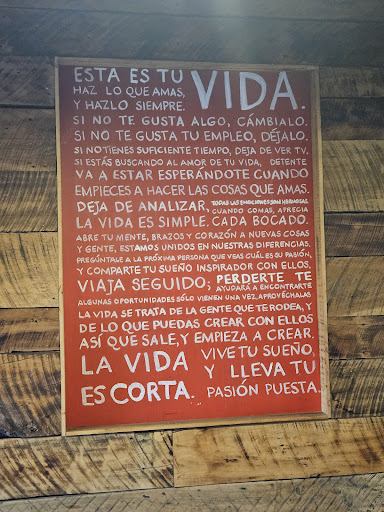 ESTA ES TU VIDA.
HAZ LO QUE AMAS,
Y HAZLO SIEMPRE.
SI NO TE GUSTA ALGO, CÁMBIALO.
SI NO TE GUSTA TU EMPLEO, DÉJALO.
SI NO TIENES SUFICIENTE TIEMPO, DEJA DE VER TV.
SI ESTÁS BUSCANDO AL AMOR DE TU VIDA, DETENTE
VA A ESTAR ESPERÁNDOTE CUANDO
EMPIECES A HACER LAS COSAS QUE AMAS.
DEJA DE ANALIZAR, TODAS LAS EMOCIONES SON HERMOSAS
CUANDO COMAS, APRECIA
LA VIDA ES SIMPLE. CADA BOCADO.
ABRE TU MENTE, BRAZOS Y CORAZÓN A NUEVAS COSAS
Y GENTE, ESTAMOS UNIDOS EN NUESTRAS DIFERENCIAS.
PREGÚNTALE A LA PRÓXIMA PERSONA QUE VEAS CUÁL ES SU PASIÓN,
Y COMPARTE TU SUEÑO INSPIRADOR CON ELLOS.
VIAJA SEGUIDO; PERDERTE TE
AYUDARÁ A ENCONTRARTE
ALGUNAS OPORTUNIDADES SÓLO VIENEN UNA VEZ, APROVÉCHALAS
LA VIDA SE TRATA DE LA GENTE QUE TE RODEA, Y
DE LO QUE PUEDAS CREAR CON ELLOS
ASÍ QUE SALE, Y EMPIEZA A CREAR.
LA VIDA VIVE TU SUEÑO,
ES CORTA. Y LLEVA TU
PASIÓN PUESTA.